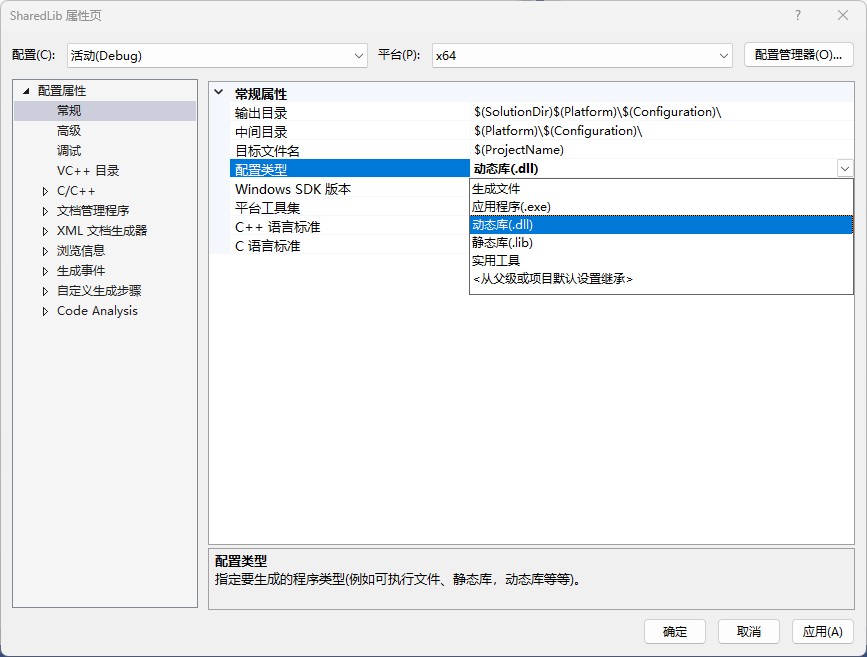 SharedLib 属性页
?
配置(C): 活动(Debug) 平台(P): x64 配置管理器(O)...
配置属性
常规
高级
调试
VC++ 目录
C/C++
文档管理程序
XML 文档生成器
浏览信息
生成事件
自定义生成步骤
Code Analysis
常规属性
输出目录 $(SolutionDir)$(Platform)\$(Configuration)\
中间目录 $(Platform)\$(Configuration)\
目标文件名 $(ProjectName)
配置类型 动态库(.dll)
Windows SDK 版本
平台工具集
C++ 语言标准
C 语言标准
生成文件
应用程序(.exe)
动态库(.dll)
静态库(.lib)
实用工具
<从父级或项目默认设置继承>
配置类型
指定要生成的程序类型(例如可执行文件、静态库，动态库等等)。
确定 取消 应用(A)